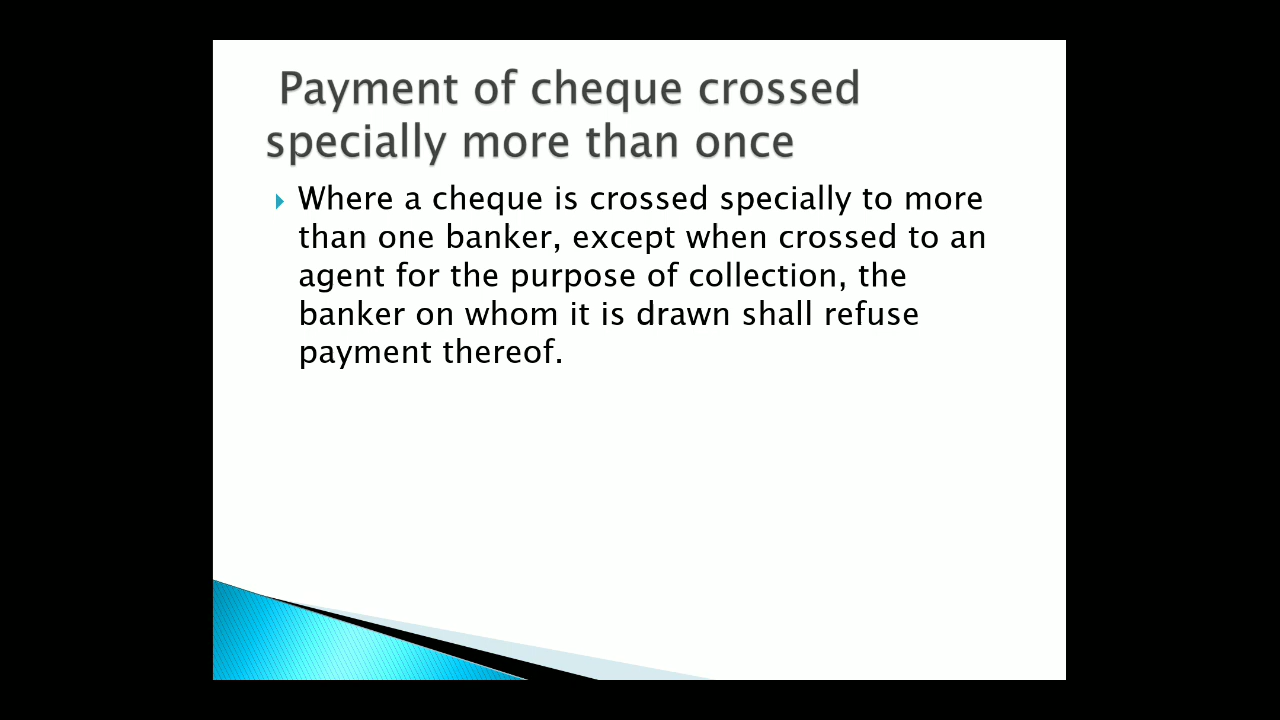 Payment of cheque crossed
specially more than once
Where a cheque is crossed specially to more
than one banker, except when crossed to an
agent for the purpose of collection, the
banker on whom it is drawn shall refuse
payment thereof.